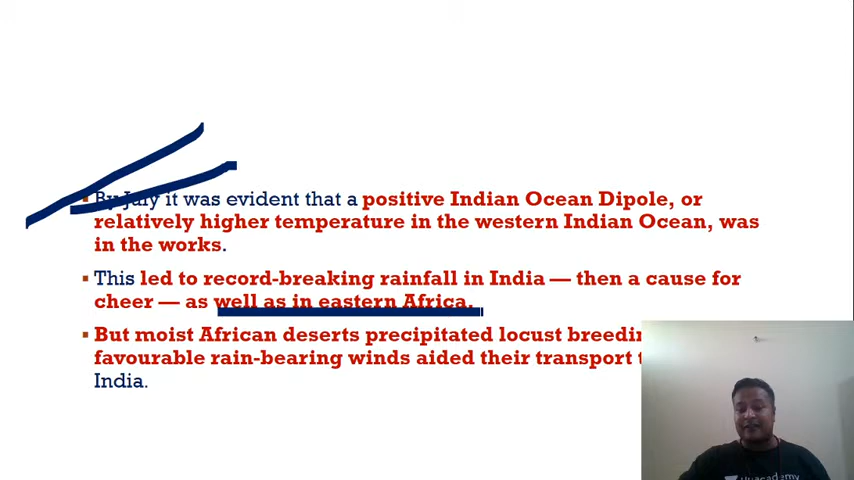 ▪ By July it was evident that a positive Indian Ocean Dipole, or
relatively higher temperature in the western Indian Ocean, was
in the works.
▪ This led to record-breaking rainfall in India — then a cause for
cheer — as well as in eastern Africa.
▪ But moist African deserts precipitated locust
favourable rain-bearing winds aided their transport
India.